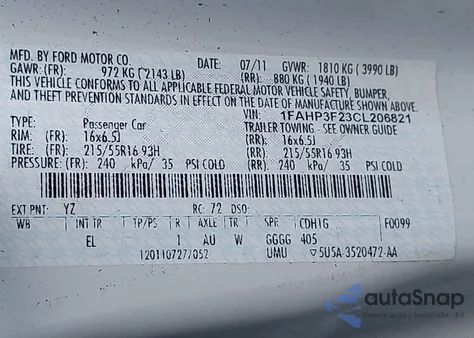 MFD. BY FORD MOTOR CO. DATE: 07/11 GVWR: 1810 KG ( 3990 LB)
GAWR: (FR): 972 KG ( 2143 LB) (RR): 880 KG ( 1940 LB)
THIS VEHICLE CONFORMS TO ALL APPLICABLE FEDERAL MOTOR VEHICLE SAFETY, BUMPER,
AND THEFT PREVENTION STANDARDS IN EFFECT ON THE DATE OF MANUFACTURE SHOWN ABOVE.
VIN: 1FAHP3F23CL206821
TYPE: Passenger Car TRAILER TOWING - SEE OWNER GUIDE
RIM: (FR): 16x6.5J (RR): 16x6.5J
TIRE: (FR): 215/55R16 93H (RR): 215/55R16 93H
PRESSURE: (FR): 240 kPa/ 35 PSI COLD (RR): 240 kPa/ 35 PSI COLD
EXT PNT: YZ RC: 72 DSO:
WB INT TR TP/PS R AXLE TR SPR CDH1G F0099
EL 1 AU W GGGG 405
1201107277052 UMU 5U5A-3520472-AA
autoSnap